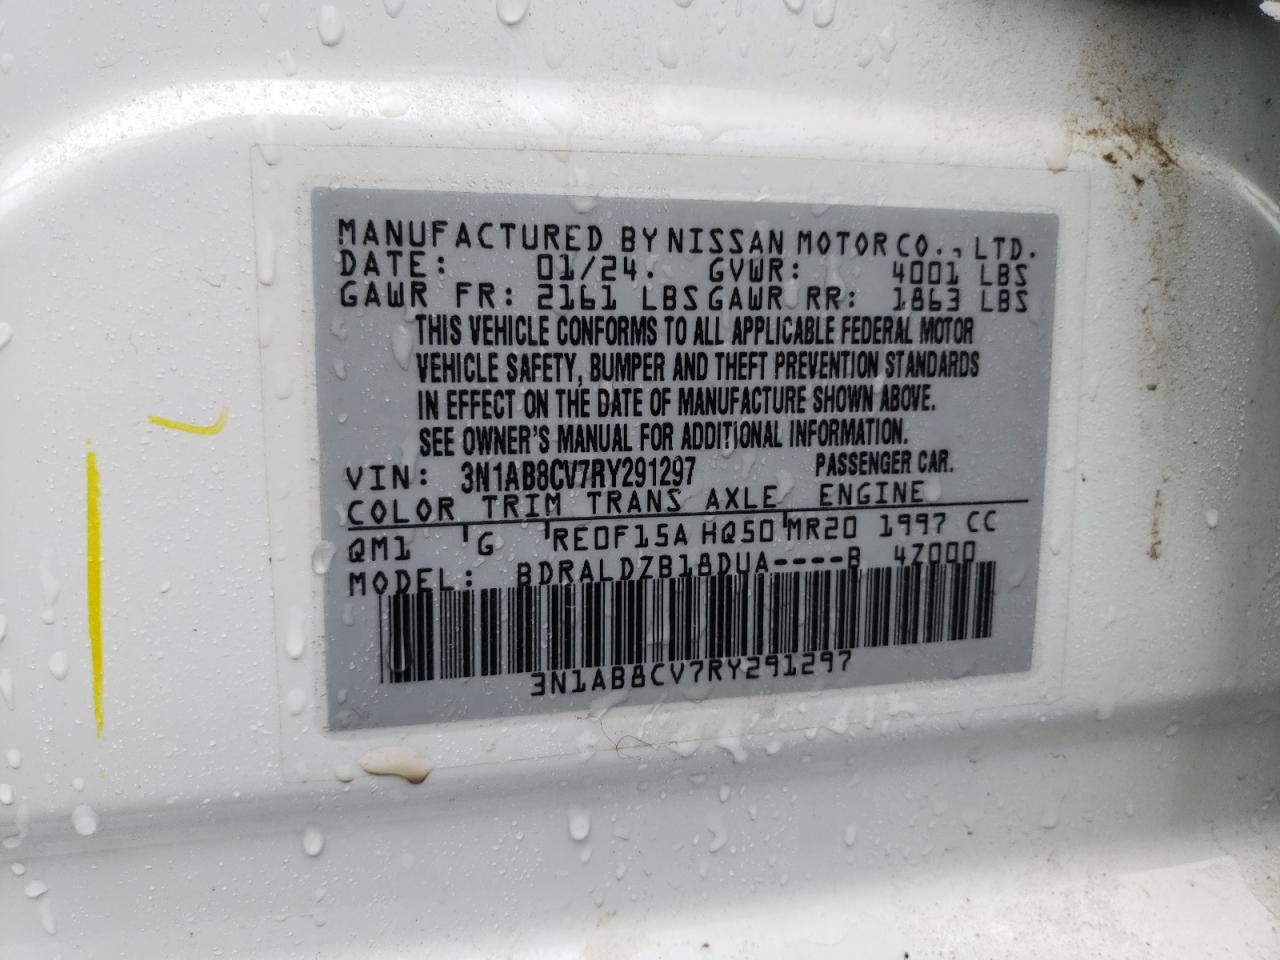 MANUFACTURED BY NISSAN MOTOR CO., LTD.
DATE: 01/24. GVWR: 4001 LBS
GAWR FR: 2161 LBS GAWR RR: 1863 LBS
THIS VEHICLE CONFORMS TO ALL APPLICABLE FEDERAL MOTOR
VEHICLE SAFETY, BUMPER AND THEFT PREVENTION STANDARDS
IN EFFECT ON THE DATE OF MANUFACTURE SHOWN ABOVE.
SEE OWNER'S MANUAL FOR ADDITIONAL INFORMATION.
VIN: 3N1AB8CV7RY291297 PASSENGER CAR.
COLOR TRIM TRANS AXLE ENGINE
QM1 G RE0F15A HQ50 MR20 1997 CC
MODEL: BDRALDZB18DUA----B 4Z000
3N1AB8CV7RY291297